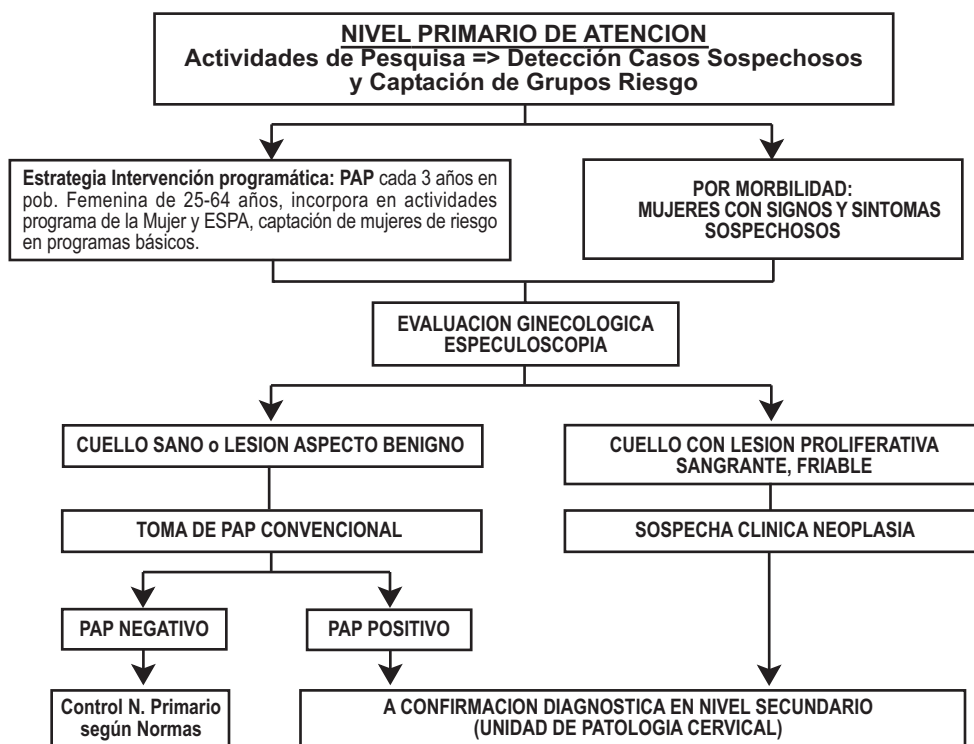 NIVEL PRIMARIO DE ATENCION
Actividades de Pesquisa => Detección Casos Sospechosos
y Captación de Grupos Riesgo
Estrategia Intervención programática: PAP cada 3 años en
pob. Femenina de 25-64 años, incorpora en actividades
programa de la Mujer y ESPA, captación de mujeres de riesgo
en programas básicos.
POR MORBILIDAD:
MUJERES CON SIGNOS Y SINTOMAS
SOSPECHOSOS
EVALUACION GINECOLOGICA
ESPECULOSCOPIA
CUELLO SANO o LESION ASPECTO BENIGNO
CUELLO CON LESION PROLIFERATIVA
SANGRANTE, FRIABLE
TOMA DE PAP CONVENCIONAL
SOSPECHA CLINICA NEOPLASIA
PAP NEGATIVO
PAP POSITIVO
Control N. Primario
según Normas
A CONFIRMACION DIAGNOSTICA EN NIVEL SECUNDARIO
(UNIDAD DE PATOLOGIA CERVICAL)